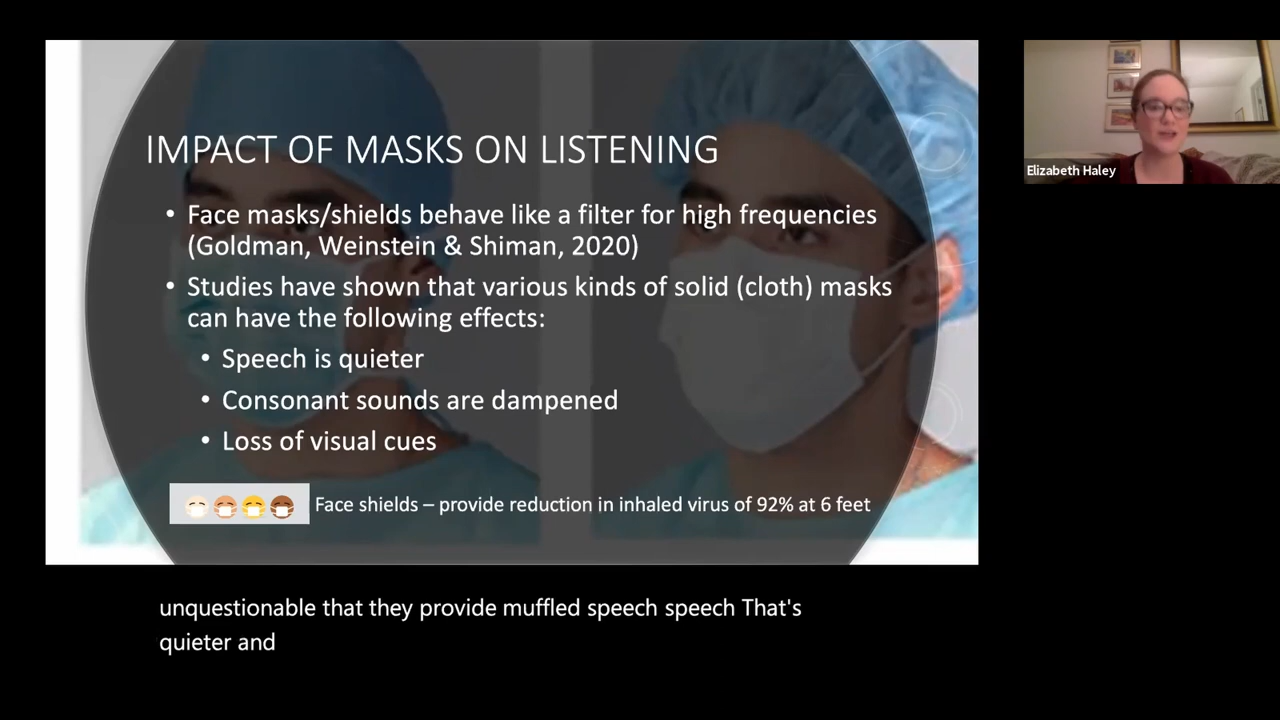 IMPACT OF MASKS ON LISTENING
• Face masks/shields behave like a filter for high frequencies
(Goldman, Weinstein & Shiman, 2020)
• Studies have shown that various kinds of solid (cloth) masks
can have the following effects:
• Speech is quieter
• Consonant sounds are dampened
• Loss of visual cues
Face shields – provide reduction in inhaled virus of 92% at 6 feet
Elizabeth Haley
unquestionable that they provide muffled speech speech That's
quieter and